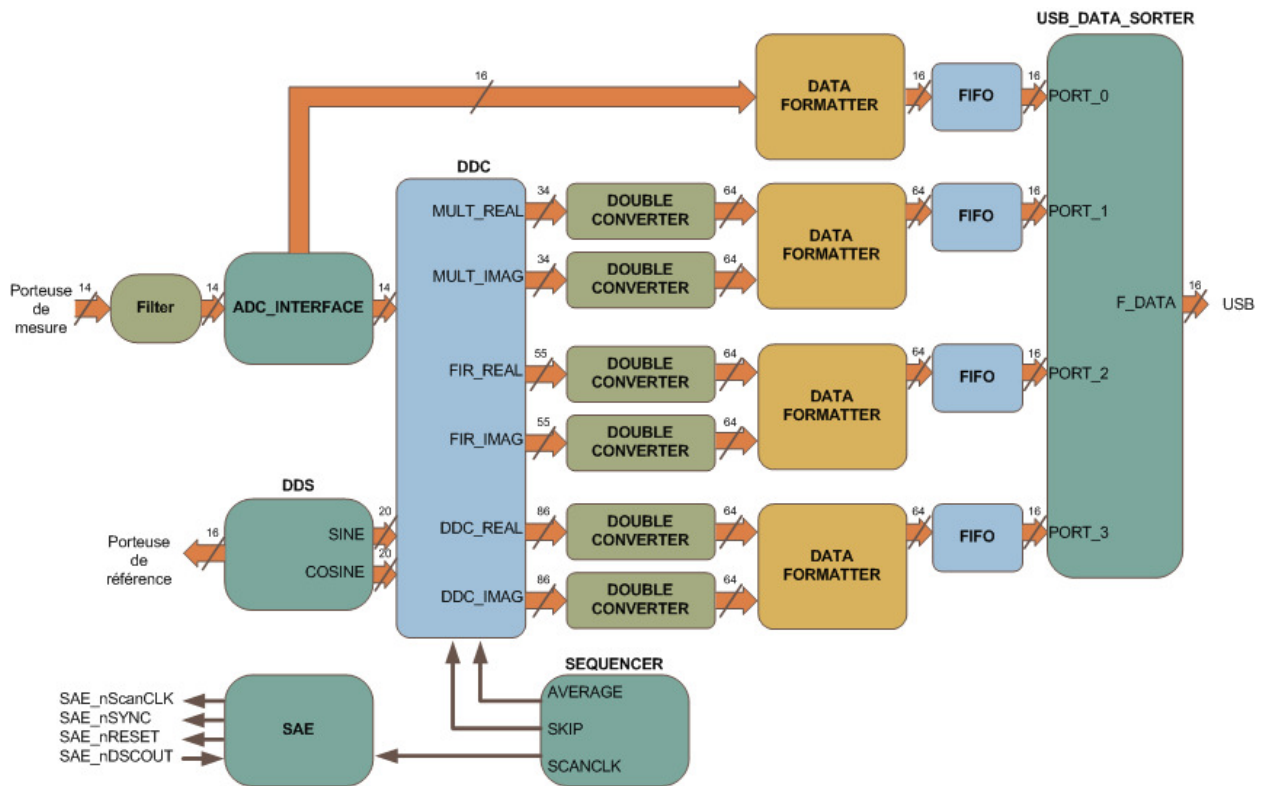 USB_DATA_SORTER
16
DATA
FORMATTER
16
FIFO
16
PORT_0
DDC
MULT_REAL
34
DOUBLE
CONVERTER
64
DATA
FORMATTER
64
FIFO
16
PORT_1
MULT_IMAG
34
DOUBLE
CONVERTER
64
Porteuse
de
mesure
14
Filter
14
ADC_INTERFACE
14
F_DATA
16
USB
FIR_REAL
55
DOUBLE
CONVERTER
64
DATA
FORMATTER
64
FIFO
16
PORT_2
FIR_IMAG
55
DOUBLE
CONVERTER
64
DDS
Porteuse
de
référence
16
SINE
20
COSINE
20
DDC_REAL
86
DOUBLE
CONVERTER
64
DATA
FORMATTER
64
FIFO
16
PORT_3
DDC_IMAG
86
DOUBLE
CONVERTER
64
SEQUENCER
AVERAGE
SKIP
SCANCLK
SAE_nScanCLK
SAE_nSYNC
SAE_nRESET
SAE_nDSCOUT
SAE